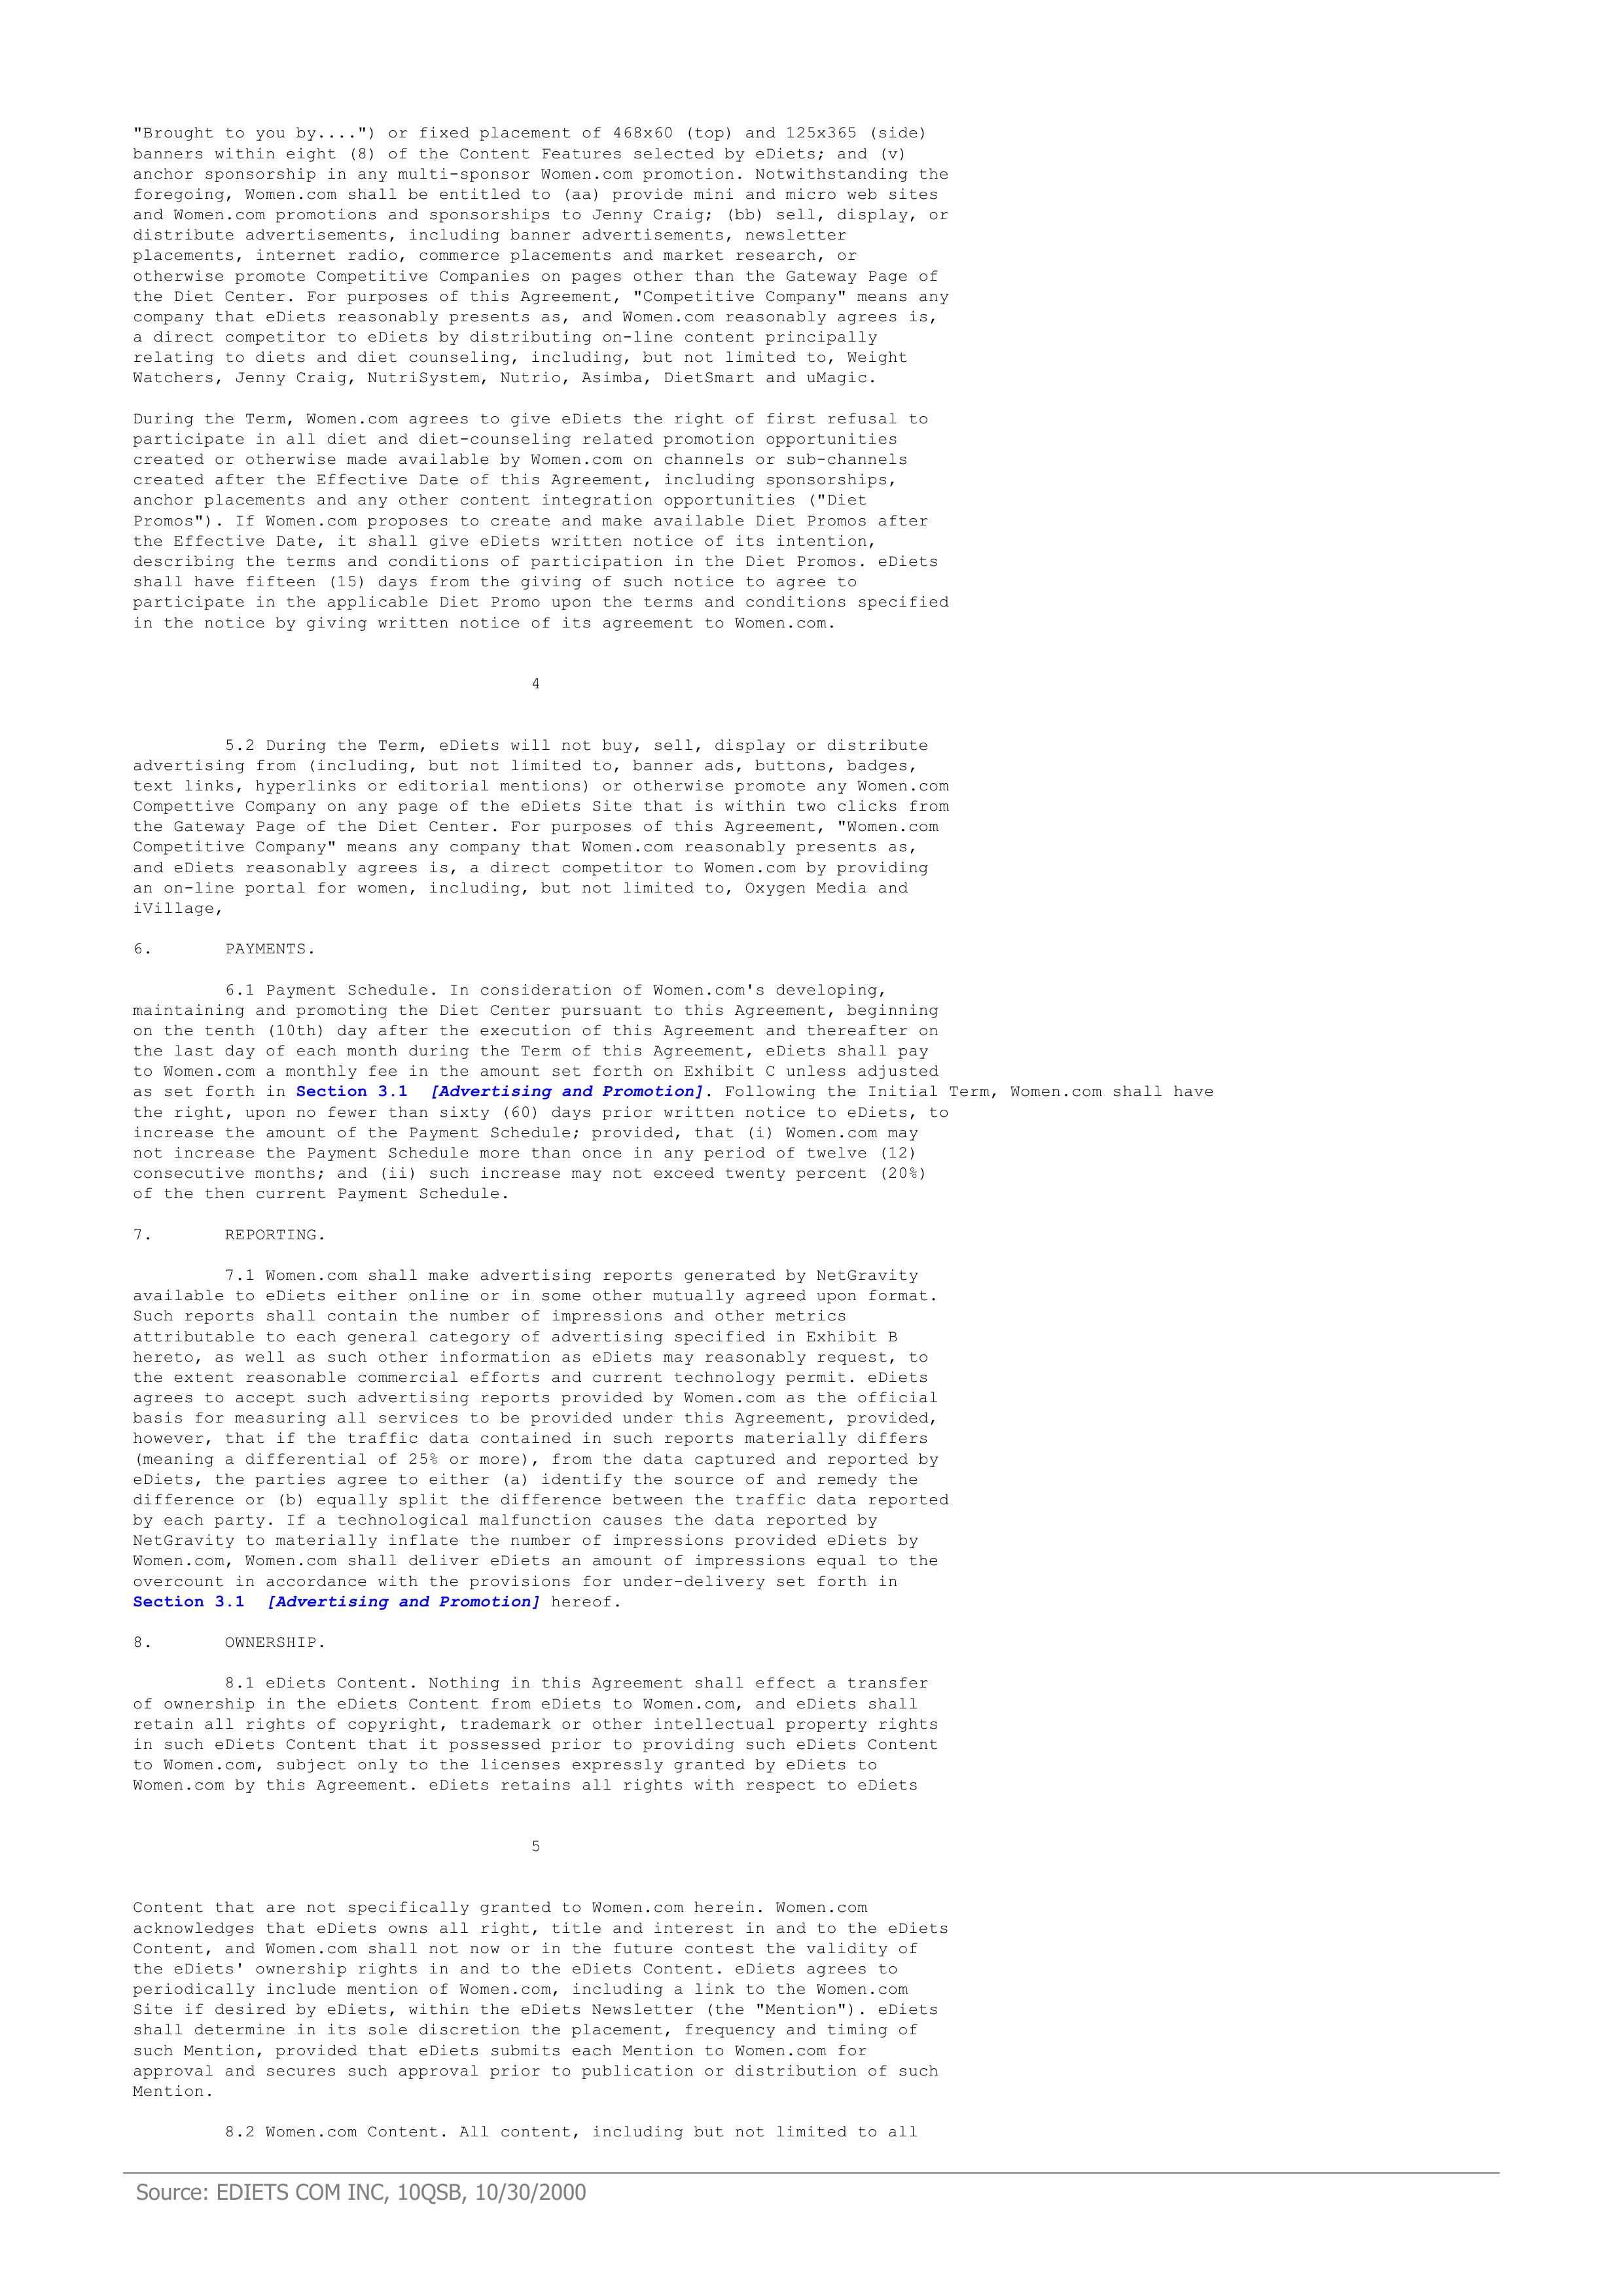 "Brought to you by....") or fixed placement of 468x60 (top) and 125x365 (side)
banners within eight (8) of the Content Features selected by eDiets; and (v)
anchor sponsorship in any multi-sponsor Women.com promotion. Notwithstanding the
foregoing, Women.com shall be entitled to (aa) provide mini and micro web sites
and Women.com promotions and sponsorships to Jenny Craig; (bb) sell, display, or
distribute advertisements, including banner advertisements, newsletter
placements, internet radio, commerce placements and market research, or
otherwise promote Competitive Companies on pages other than the Gateway Page of
the Diet Center. For purposes of this Agreement, "Competitive Company" means any
company that eDiets reasonably presents as, and Women.com reasonably agrees is,
a direct competitor to eDiets by distributing on-line content principally
relating to diets and diet counseling, including, but not limited to, Weight
Watchers, Jenny Craig, NutriSystem, Nutrio, Asimba, DietSmart and uMagic.
During the Term, Women.com agrees to give eDiets the right of first refusal to
participate in all diet and diet-counseling related promotion opportunities
created or otherwise made available by Women.com on channels or sub-channels
created after the Effective Date of this Agreement, including sponsorships,
anchor placements and any other content integration opportunities ("Diet
Promos"). If Women.com proposes to create and make available Diet Promos after
the Effective Date, it shall give eDiets written notice of its intention,
describing the terms and conditions of participation in the Diet Promos. eDiets
shall have fifteen (15) days from the giving of such notice to agree to
participate in the applicable Diet Promo upon the terms and conditions specified
in the notice by giving written notice of its agreement to Women.com.
4
5.2 During the Term, eDiets will not buy, sell, display or distribute
advertising from (including, but not limited to, banner ads, buttons, badges,
text links, hyperlinks or editorial mentions) or otherwise promote any Women.com
Compettive Company on any page of the eDiets Site that is within two clicks from
the Gateway Page of the Diet Center. For purposes of this Agreement, "Women.com
Competitive Company" means any company that Women.com reasonably presents as,
and eDiets reasonably agrees is, a direct competitor to Women.com by providing
an on-line portal for women, including, but not limited to, Oxygen Media and
iVillage,
6. PAYMENTS.
6.1 Payment Schedule. In consideration of Women.com's developing,
maintaining and promoting the Diet Center pursuant to this Agreement, beginning
on the tenth (10th) day after the execution of this Agreement and thereafter on
the last day of each month during the Term of this Agreement, eDiets shall pay
to Women.com a monthly fee in the amount set forth on Exhibit C unless adjusted
as set forth in Section 3.1 [Advertising and Promotion]. Following the Initial Term, Women.com shall have
the right, upon no fewer than sixty (60) days prior written notice to eDiets, to
increase the amount of the Payment Schedule; provided, that (i) Women.com may
not increase the Payment Schedule more than once in any period of twelve (12)
consecutive months; and (ii) such increase may not exceed twenty percent (20%)
of the then current Payment Schedule.
7. REPORTING.
7.1 Women.com shall make advertising reports generated by NetGravity
available to eDiets either online or in some other mutually agreed upon format.
Such reports shall contain the number of impressions and other metrics
attributable to each general category of advertising specified in Exhibit B
hereto, as well as such other information as eDiets may reasonably request, to
the extent reasonable commercial efforts and current technology permit. eDiets
agrees to accept such advertising reports provided by Women.com as the official
basis for measuring all services to be provided under this Agreement, provided,
however, that if the traffic data contained in such reports materially differs
(meaning a differential of 25% or more), from the data captured and reported by
eDiets, the parties agree to either (a) identify the source of and remedy the
difference or (b) equally split the difference between the traffic data reported
by each party. If a technological malfunction causes the data reported by
NetGravity to materially inflate the number of impressions provided eDiets by
Women.com, Women.com shall deliver eDiets an amount of impressions equal to the
overcount in accordance with the provisions for under-delivery set forth in
Section 3.1 [Advertising and Promotion] hereof.
8. OWNERSHIP.
8.1 eDiets Content. Nothing in this Agreement shall effect a transfer
of ownership in the eDiets Content from eDiets to Women.com, and eDiets shall
retain all rights of copyright, trademark or other intellectual property rights
in such eDiets Content that it possessed prior to providing such eDiets Content
to Women.com, subject only to the licenses expressly granted by eDiets to
Women.com by this Agreement. eDiets retains all rights with respect to eDiets
5
Content that are not specifically granted to Women.com herein. Women.com
acknowledges that eDiets owns all right, title and interest in and to the eDiets
Content, and Women.com shall not now or in the future contest the validity of
the eDiets' ownership rights in and to the eDiets Content. eDiets agrees to
periodically include mention of Women.com, including a link to the Women.com
Site if desired by eDiets, within the eDiets Newsletter (the "Mention"). eDiets
shall determine in its sole discretion the placement, frequency and timing of
such Mention, provided that eDiets submits each Mention to Women.com for
approval and secures such approval prior to publication or distribution of such
Mention.
8.2 Women.com Content. All content, including but not limited to all
Source: EDIETS COM INC, 10QSB, 10/30/2000